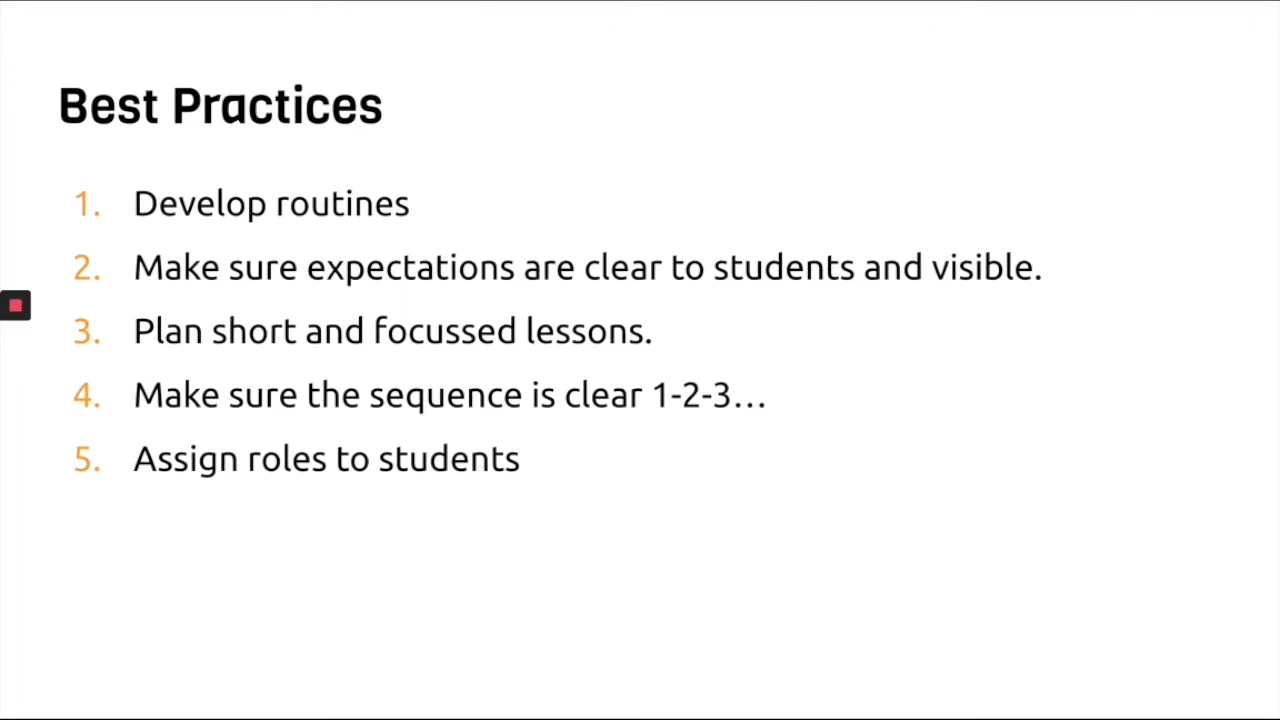 Best Practices
1. Develop routines
2. Make sure expectations are clear to students and visible.
3. Plan short and focussed lessons.
4. Make sure the sequence is clear 1-2-3...
5. Assign roles to students